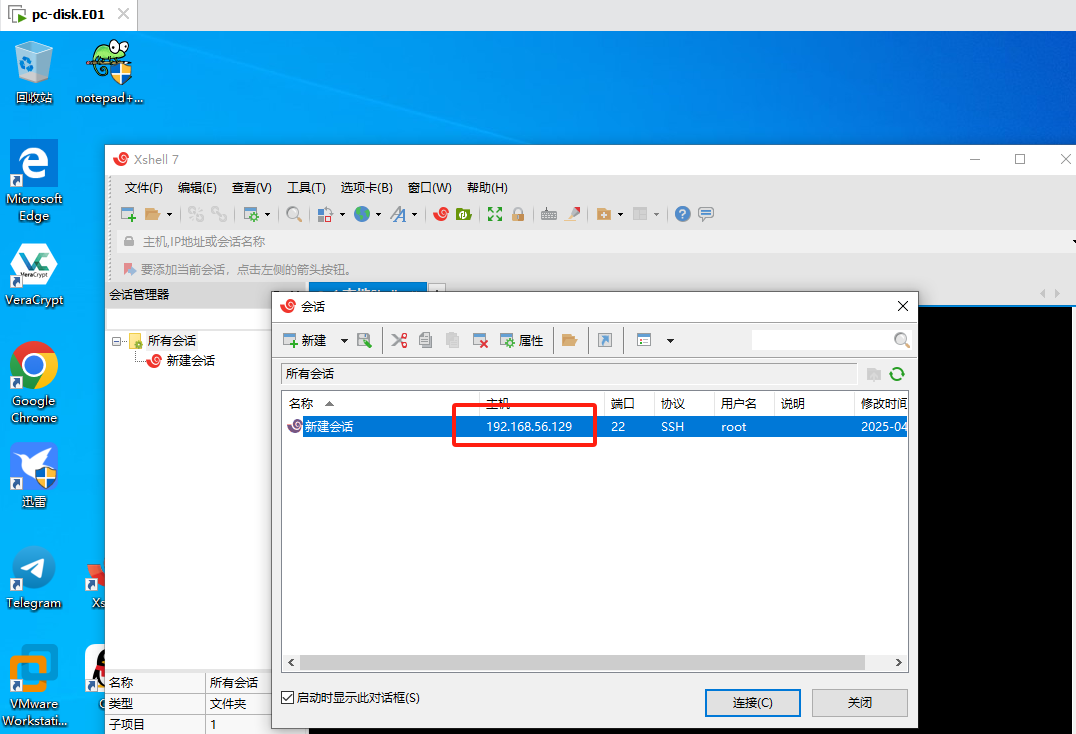 pc-disk.E01
回收站
notepad+...
Microsoft
Edge
VeraCrypt
VeraCrypt
Google
Chrome
迅雷
Telegram
Xs
VMware
Workstati...
Xshell 7
文件(F) 编辑(E) 查看(V) 工具(T) 选项卡(B) 窗口(W) 帮助(H)
主机,IP地址或会话名称
要添加当前会话，点击左侧的箭头按钮。
会话管理器
所有会话
新建会话
名称 所有会话
类型 文件夹
子项目 1
会话
新建 属性
所有会话
名称 主机 端口 协议 用户名 说明 修改时间
新建会话 192.168.56.129 22 SSH root 2025-04
启动时显示此对话框(S)
连接(C) 关闭